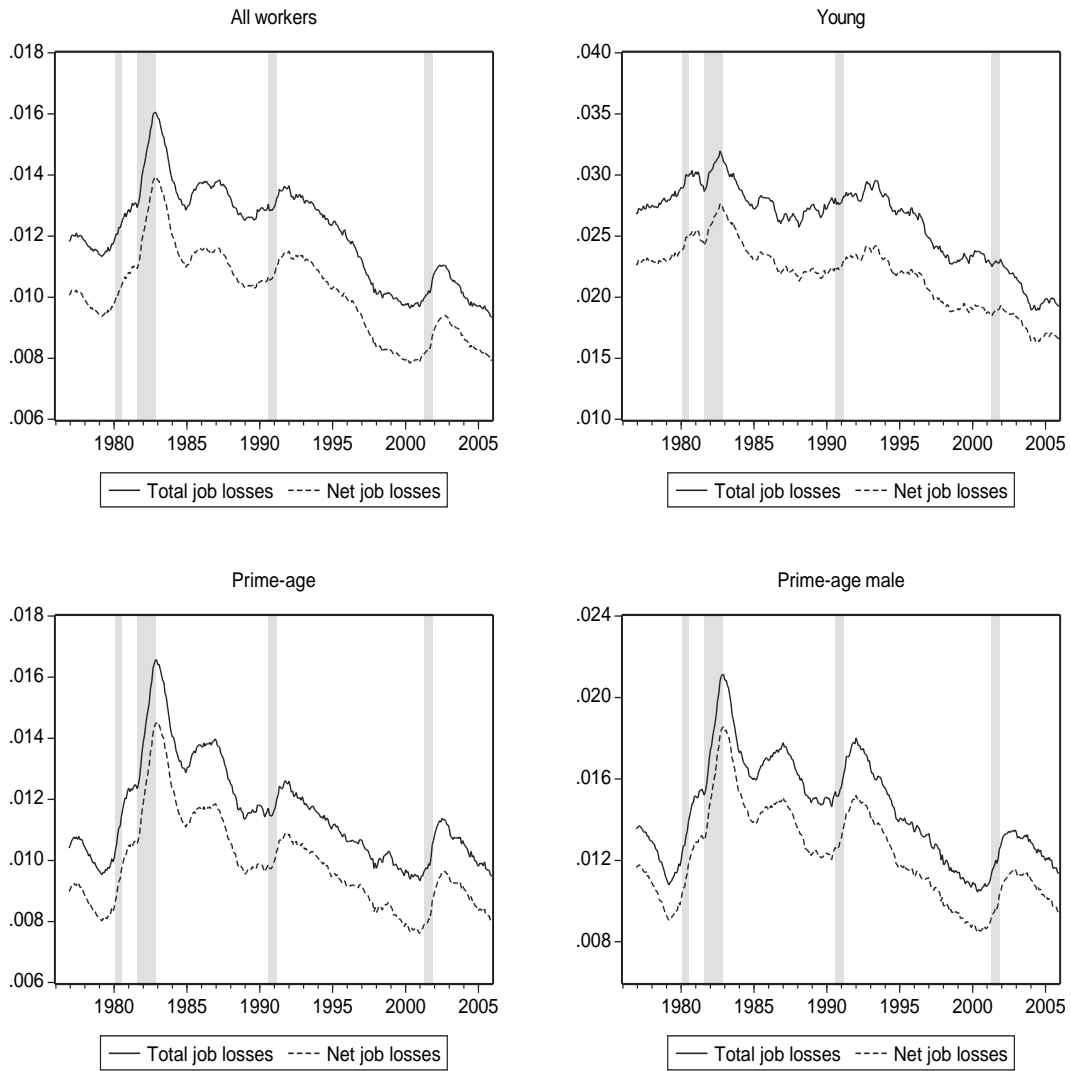 All workers
.018
.016
.014
.012
.010
.008
.006
1980 1985 1990 1995 2000 2005
Total job losses Net job losses
Young
.040
.035
.030
.025
.020
.015
.010
1980 1985 1990 1995 2000 2005
Total job losses Net job losses
Prime-age
.018
.016
.014
.012
.010
.008
.006
1980 1985 1990 1995 2000 2005
Total job losses Net job losses
Prime-age male
.024
.020
.016
.012
.008
1980 1985 1990 1995 2000 2005
Total job losses Net job losses